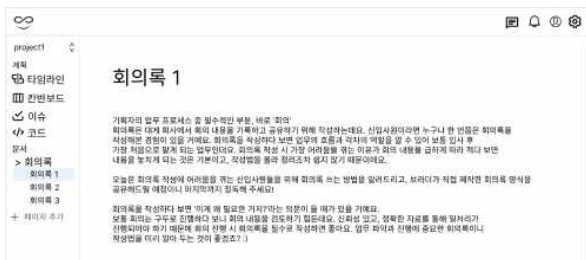 project1
계획
타임라인
칸반보드
이슈
</> 코드
문서
> 회의록
회의록 1
회의록 2
회의록 3
+ 페이지 추가
회의록 1
기획자의 업무 프로세스 중 필수적인 부분, 바로 '회의'
회의록은 대게 회사에서 회의 내용을 기록하고 공유하기 위해 작성하는데요. 신입사원이라면 누구나 한 번쯤은 회의록을
작성해본 경험이 있을 거예요. 회의록을 작성하다 보면 업무의 흐름과 각자의 역할을 알 수 있어 보통 입사 후
가장 처음으로 맡게 되는 업무인데요. 회의록 작성 시 가장 어려움을 겪는 이유가 회의 내용을 급하게 따라 적다 보면
내용을 놓치게 되는 것은 기본이고, 작성법을 몰라 정리조차 쉽지 않기 때문이에요.
오늘은 회의록 작성에 어려움을 겪는 신입사원들을 위해 회의록 쓰는 방법을 알려드리고, 브라이가 직접 제작한 회의록 양식을
공유해드릴 예정이니 마지막까지 정독해 주세요!
회의록을 작성하다 보면 '이게 왜 필요한 거지?'라는 의문이 들 때가 있을 거예요.
보통 회의는 구두로 진행하다 보니 회의 내용을 검토하기 힘든데요. 신뢰성 있고, 정확한 자료를 통해 일처리가
진행되어야 하기 때문에 회의 진행 시 회의록을 필수로 작성하면 좋아요. 업무 파악과 진행에 중요한 회의록이니
작성법을 미리 알아 두는 것이 좋겠죠? :)